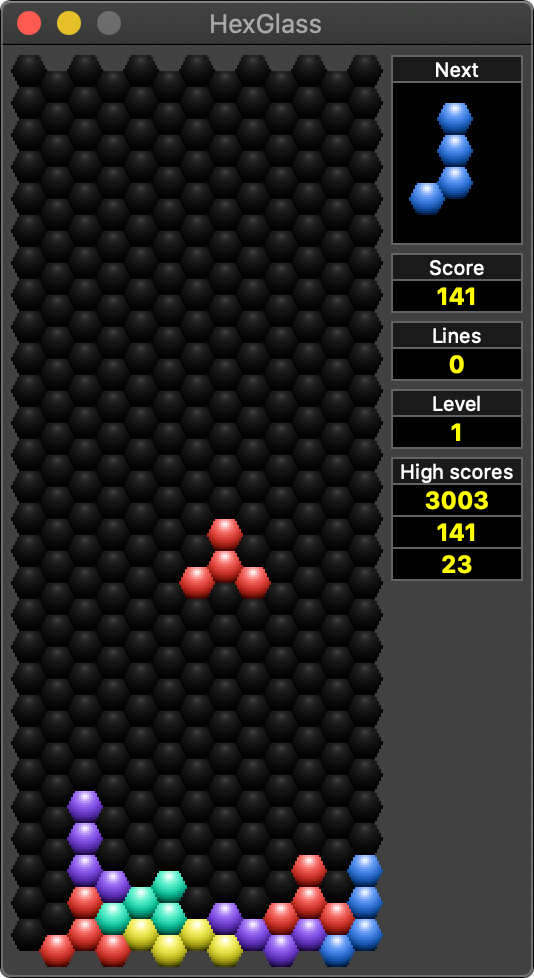 HexGlass
Next
Score
141
Lines
0
Level
1
High scores
3003
141
23